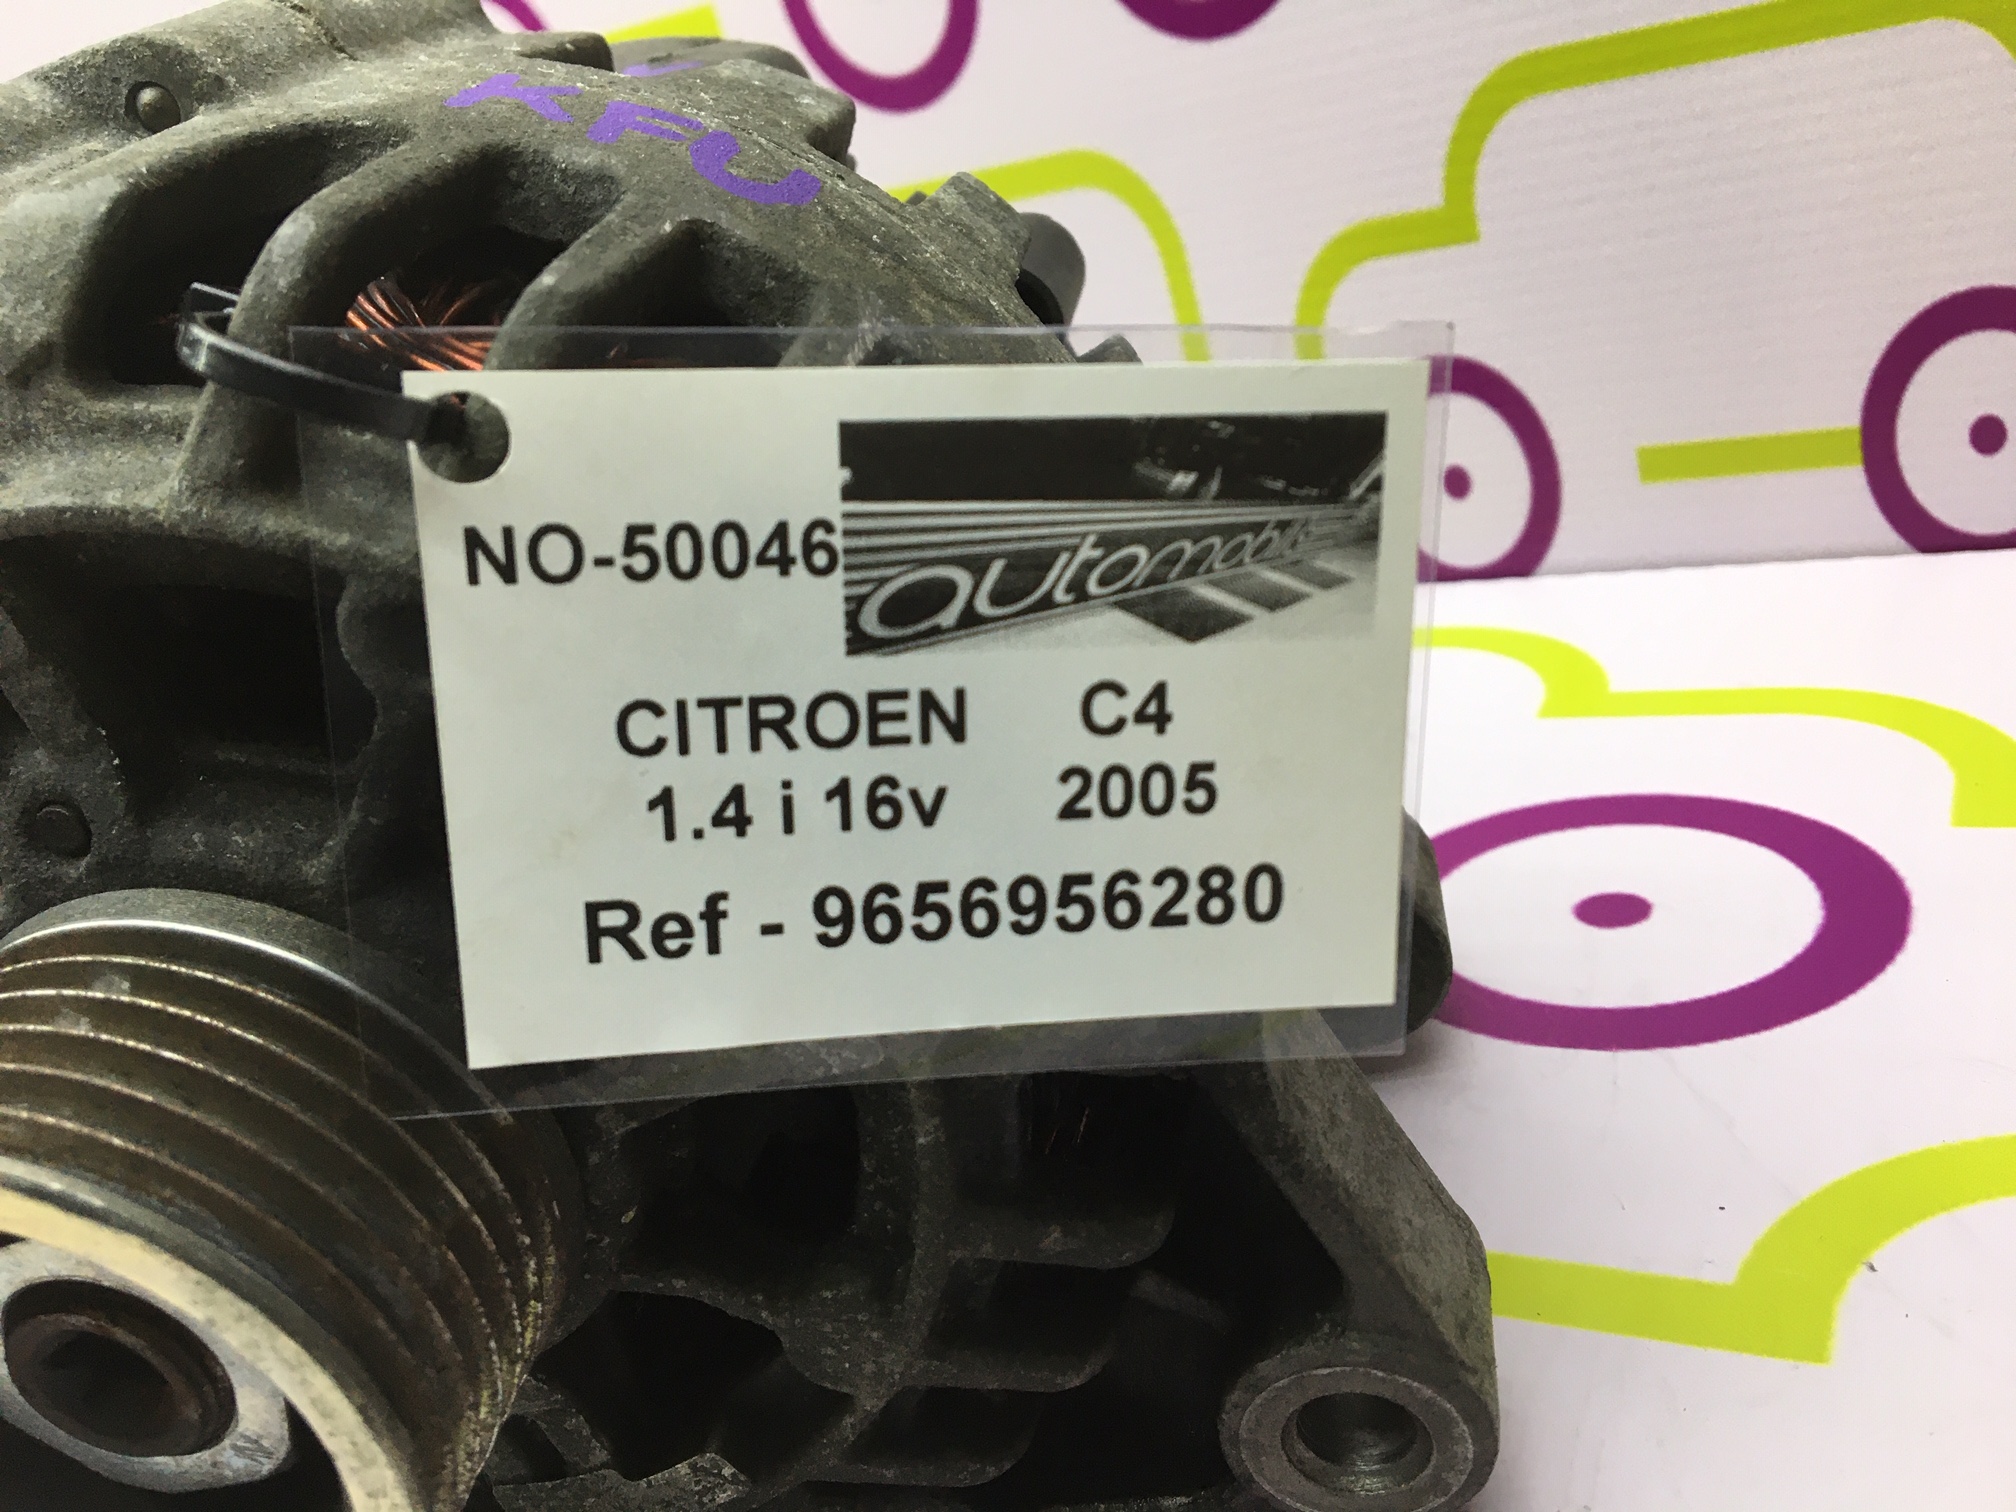 KFU
NO-50046
automobile
CITROEN C4
1.4 i 16v 2005
Ref - 9656956280